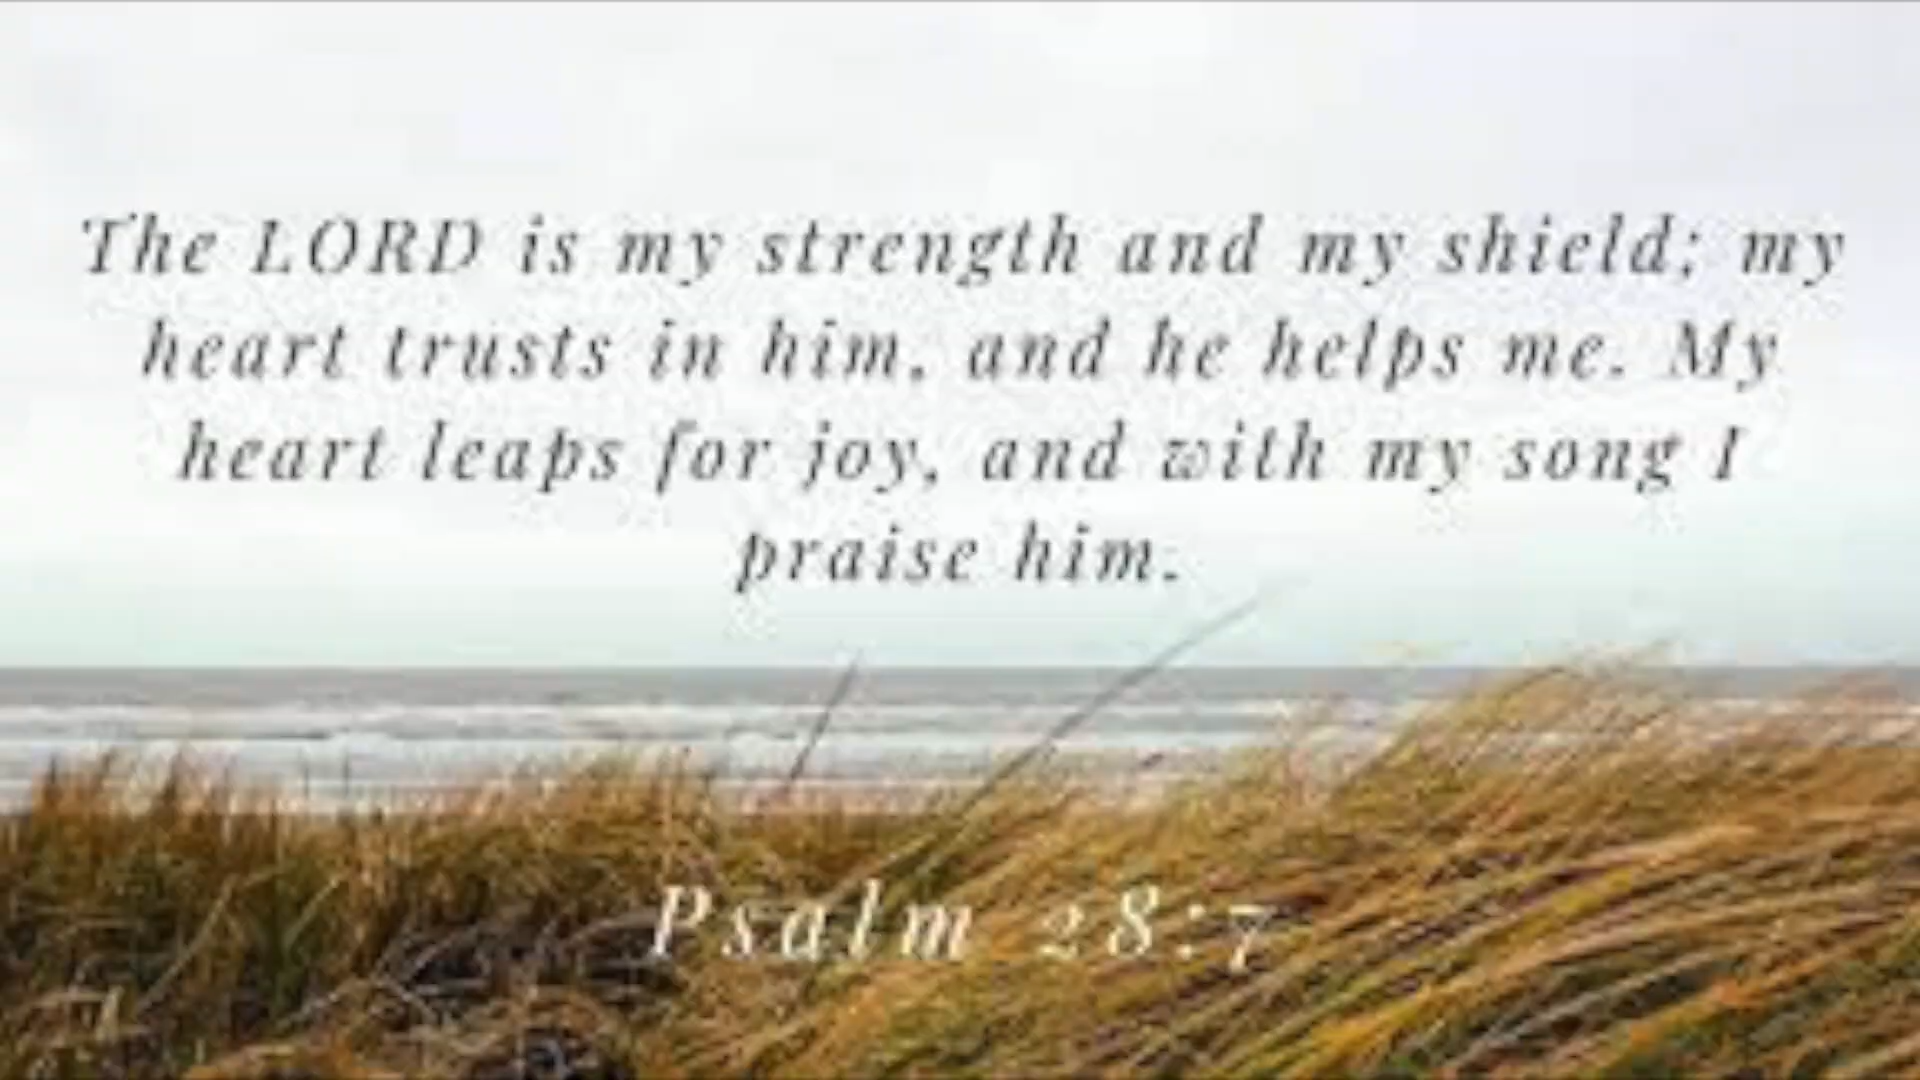 The LORD is my strength and my shield; my
heart trusts in him, and he helps me. My
heart leaps for joy, and with my song I
praise him.
Psalm 28:7